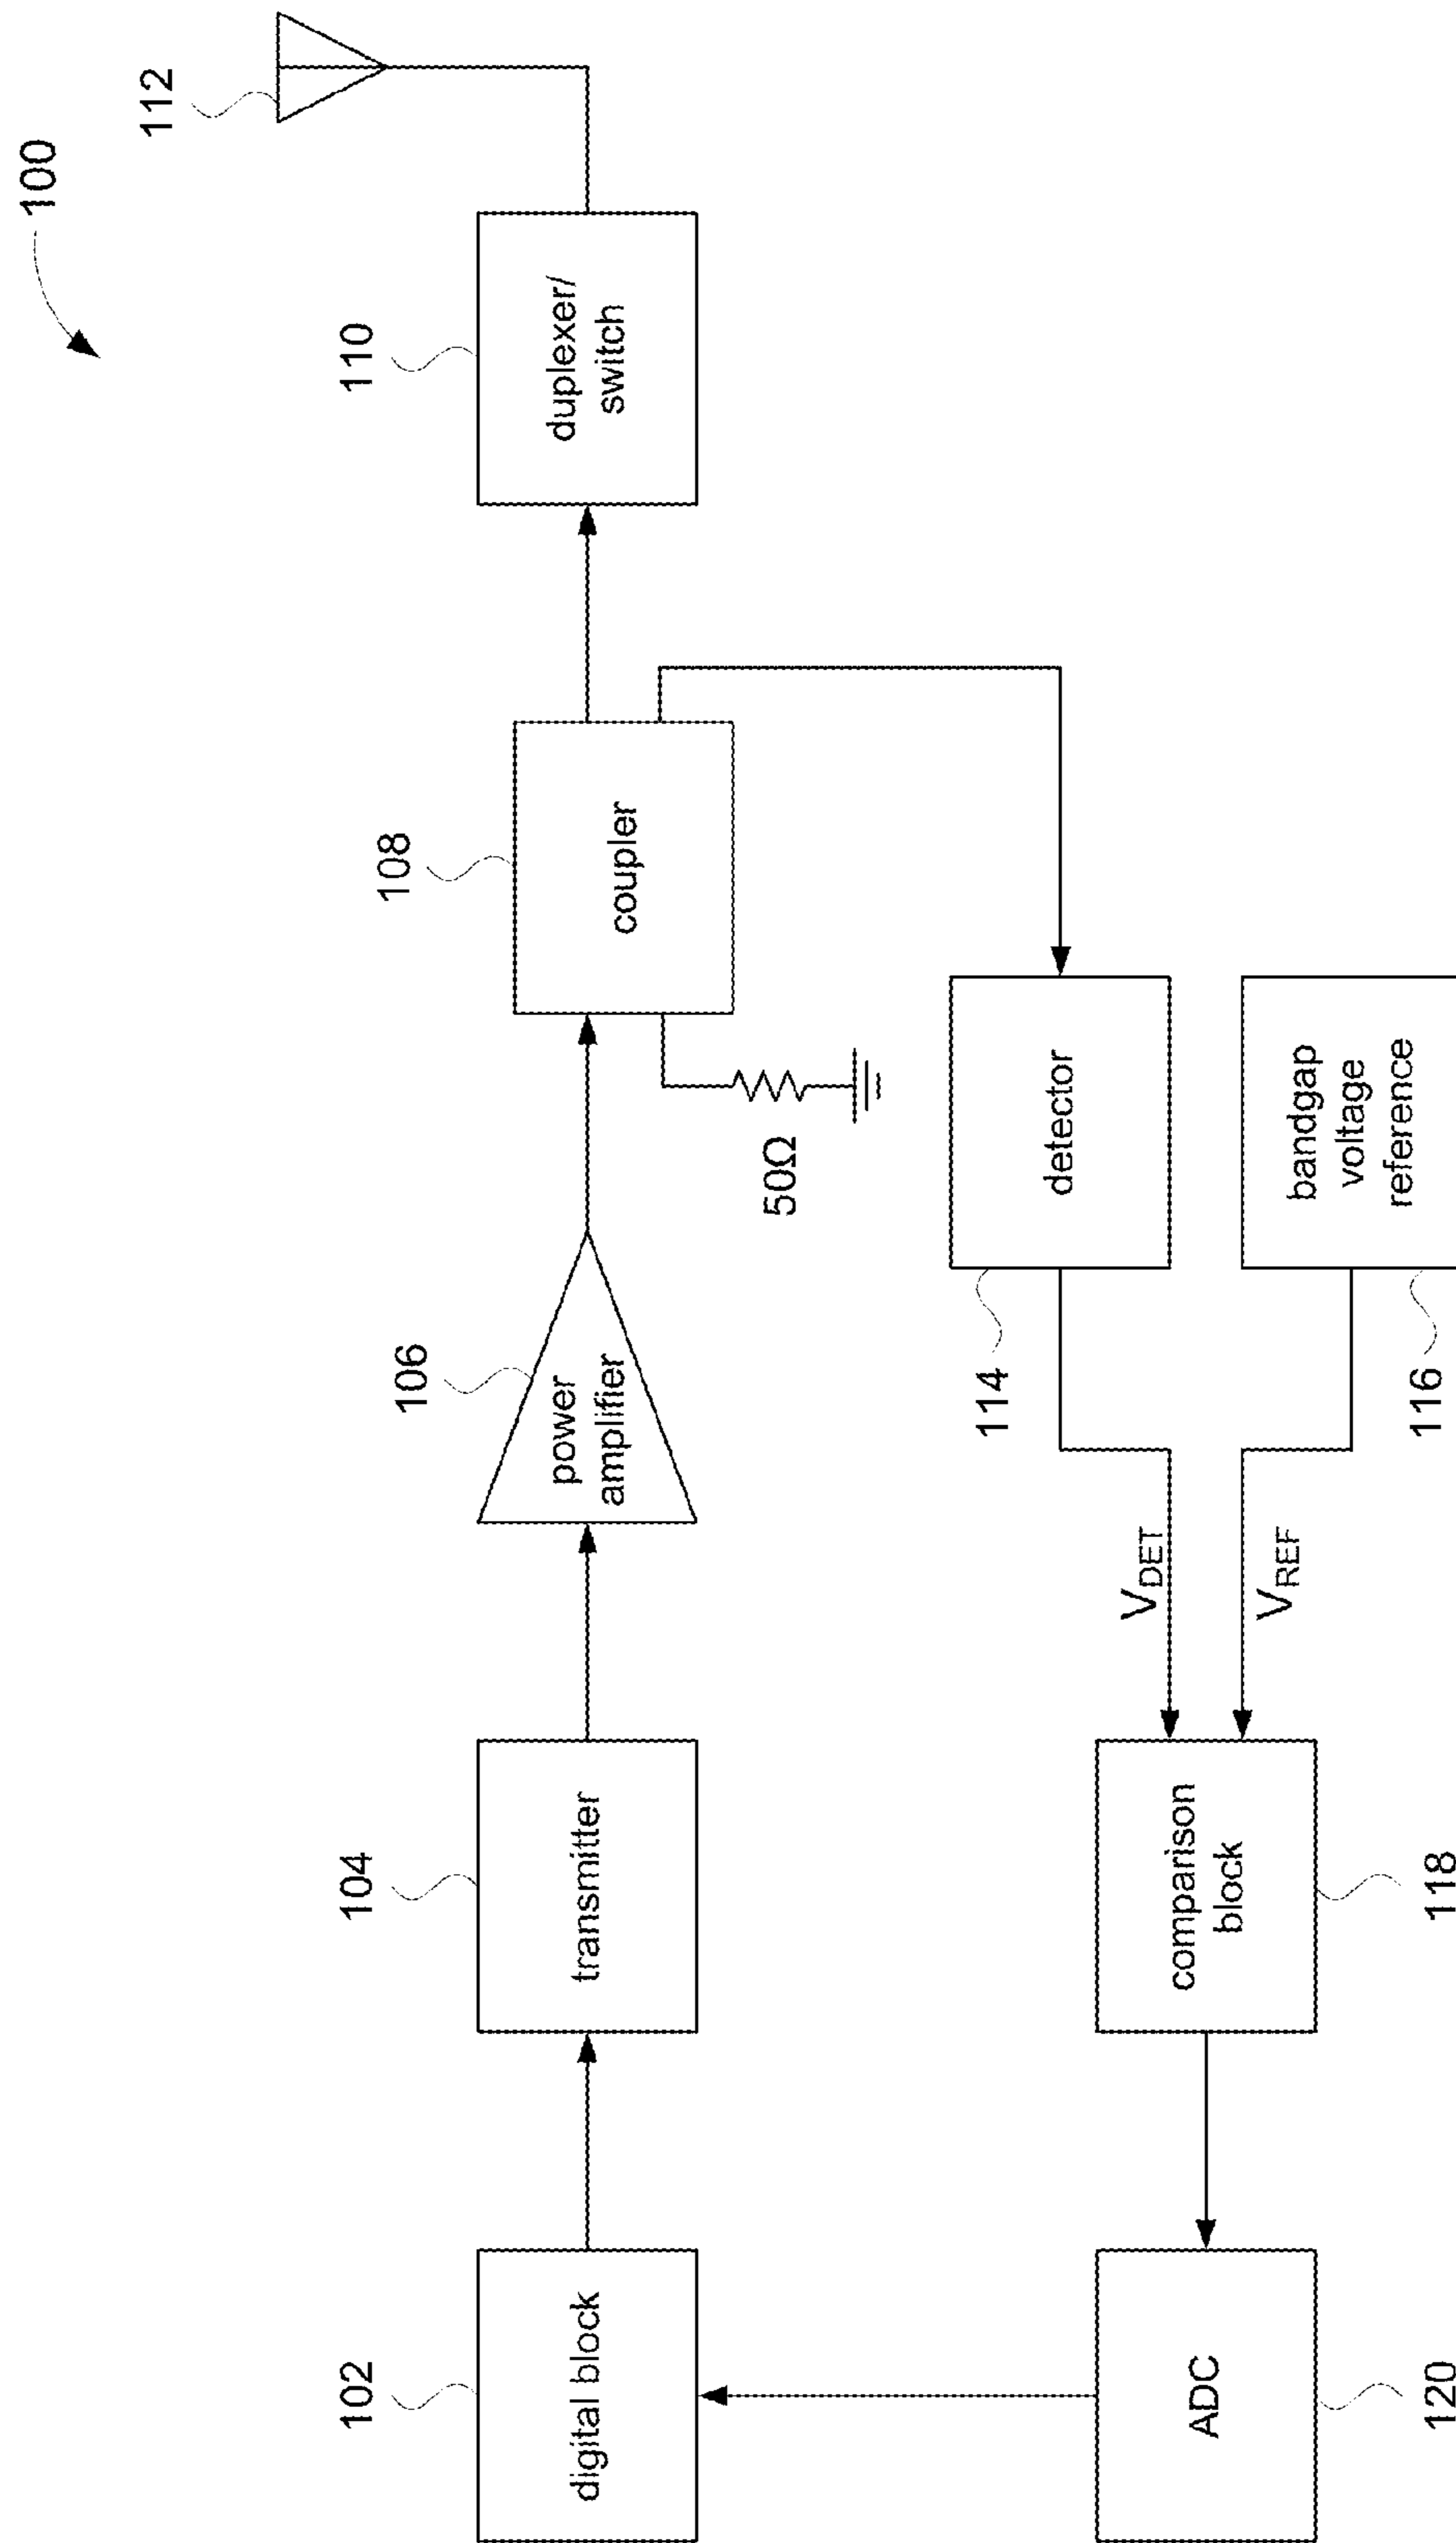 100
112
102
digital block
104
transmitter
106
power
amplifier
108
coupler
110
duplexer/
switch
50Ω
114
detector
V_DET
V_REF
116
bandgap
voltage
reference
118
comparison
block
120
ADC